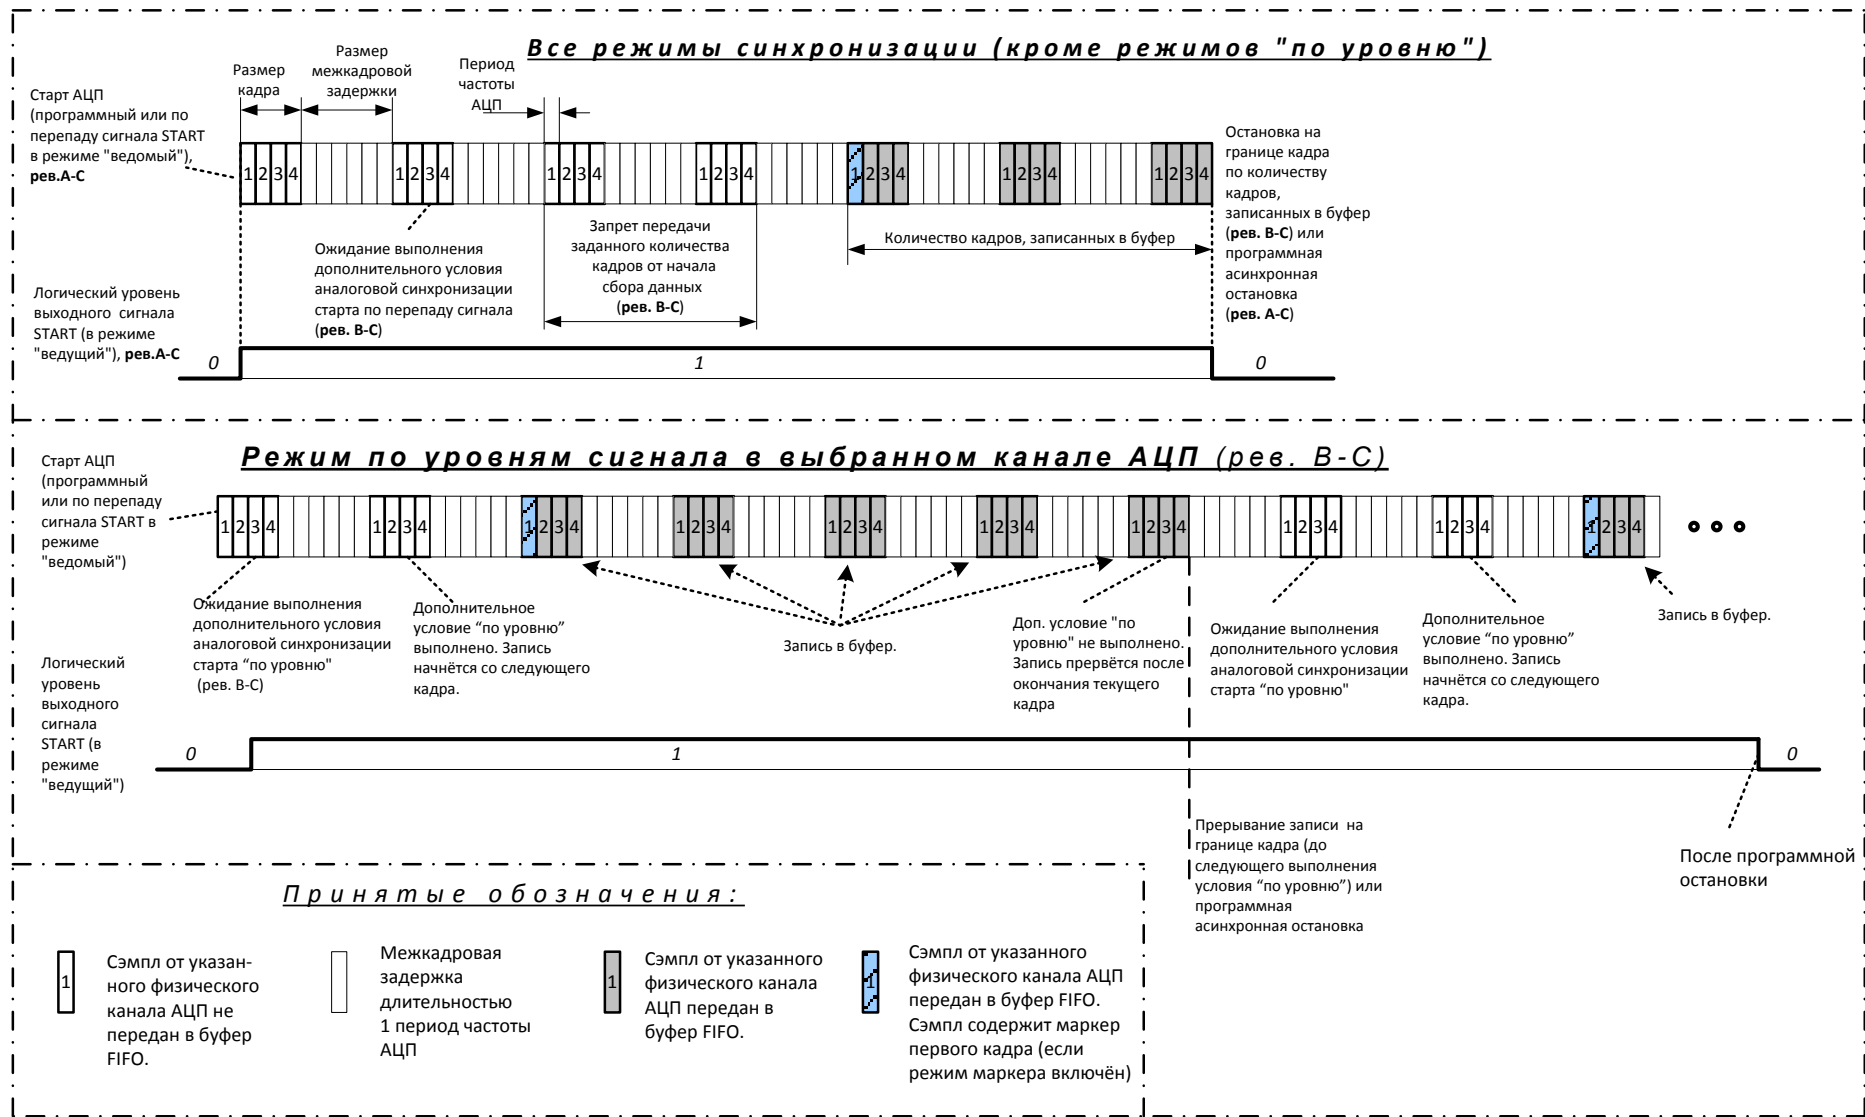 Все режимы синхронизации (кроме режимов "по уровню")
Размер
кадра
Размер
межкадровой
задержки
Период
частоты
АЦП
Старт АЦП
(программный или по
перепаду сигнала START
в режиме "ведомый"),
рев.А-С
1 2 3 4
1 2 3 4
1 2 3 4
1 2 3 4
1 2 3 4
1 2 3 4
1 2 3 4
Остановка на
границе кадра
по количеству
кадров,
записанных в буфер
(рев. В-С) или
программная
асинхронная
остановка
(рев. А-С)
Ожидание выполнения
дополнительного условия
аналоговой синхронизации
старта по перепаду сигнала
(рев. В-С)
Запрет передачи
заданного количества
кадров от начала
сбора данных
(рев. В-С)
Количество кадров, записанных в буфер
Логический уровень
выходного сигнала
START (в режиме
"ведущий"), рев.А-С
0
1
0
Режим по уровням сигнала в выбранном канале АЦП (рев. В-С)
Старт АЦП
(программный
или по перепаду
сигнала START в
режиме
"ведомый")
1 2 3 4
1 2 3 4
1 2 3 4
1 2 3 4
1 2 3 4
1 2 3 4
1 2 3 4
1 2 3 4
1 2 3 4
1 2 3 4
Ожидание выполнения
дополнительного условия
аналоговой синхронизации
старта “по уровню"
(рев. В-С)
Дополнительное
условие “по уровню”
выполнено. Запись
начнётся со следующего
кадра.
Запись в буфер.
Доп. условие "по
уровню" не выполнено.
Запись прервётся после
окончания текущего
кадра
Ожидание выполнения
дополнительного условия
аналоговой синхронизации
старта “по уровню"
Дополнительное
условие “по уровню”
выполнено. Запись
начнётся со следующего
кадра.
Запись в буфер.
Логический
уровень
выходного
сигнала
START (в
режиме
"ведущий")
0
1
0
Прерывание записи на
границе кадра (до
следующего выполнения
условия “по уровню”) или
программная
асинхронная остановка
После программной
остановки
Принятые обозначения:
1
Сэмпл от указан-
ного физического
канала АЦП не
передан в буфер
FIFO.
Межкадровая
задержка
длительностью
1 период частоты
АЦП
1
Сэмпл от указанного
физического канала
АЦП передан в
буфер FIFO.
1
Сэмпл от указанного
физического канала АЦП
передан в буфер FIFO.
Сэмпл содержит маркер
первого кадра (если
режим маркера включён)